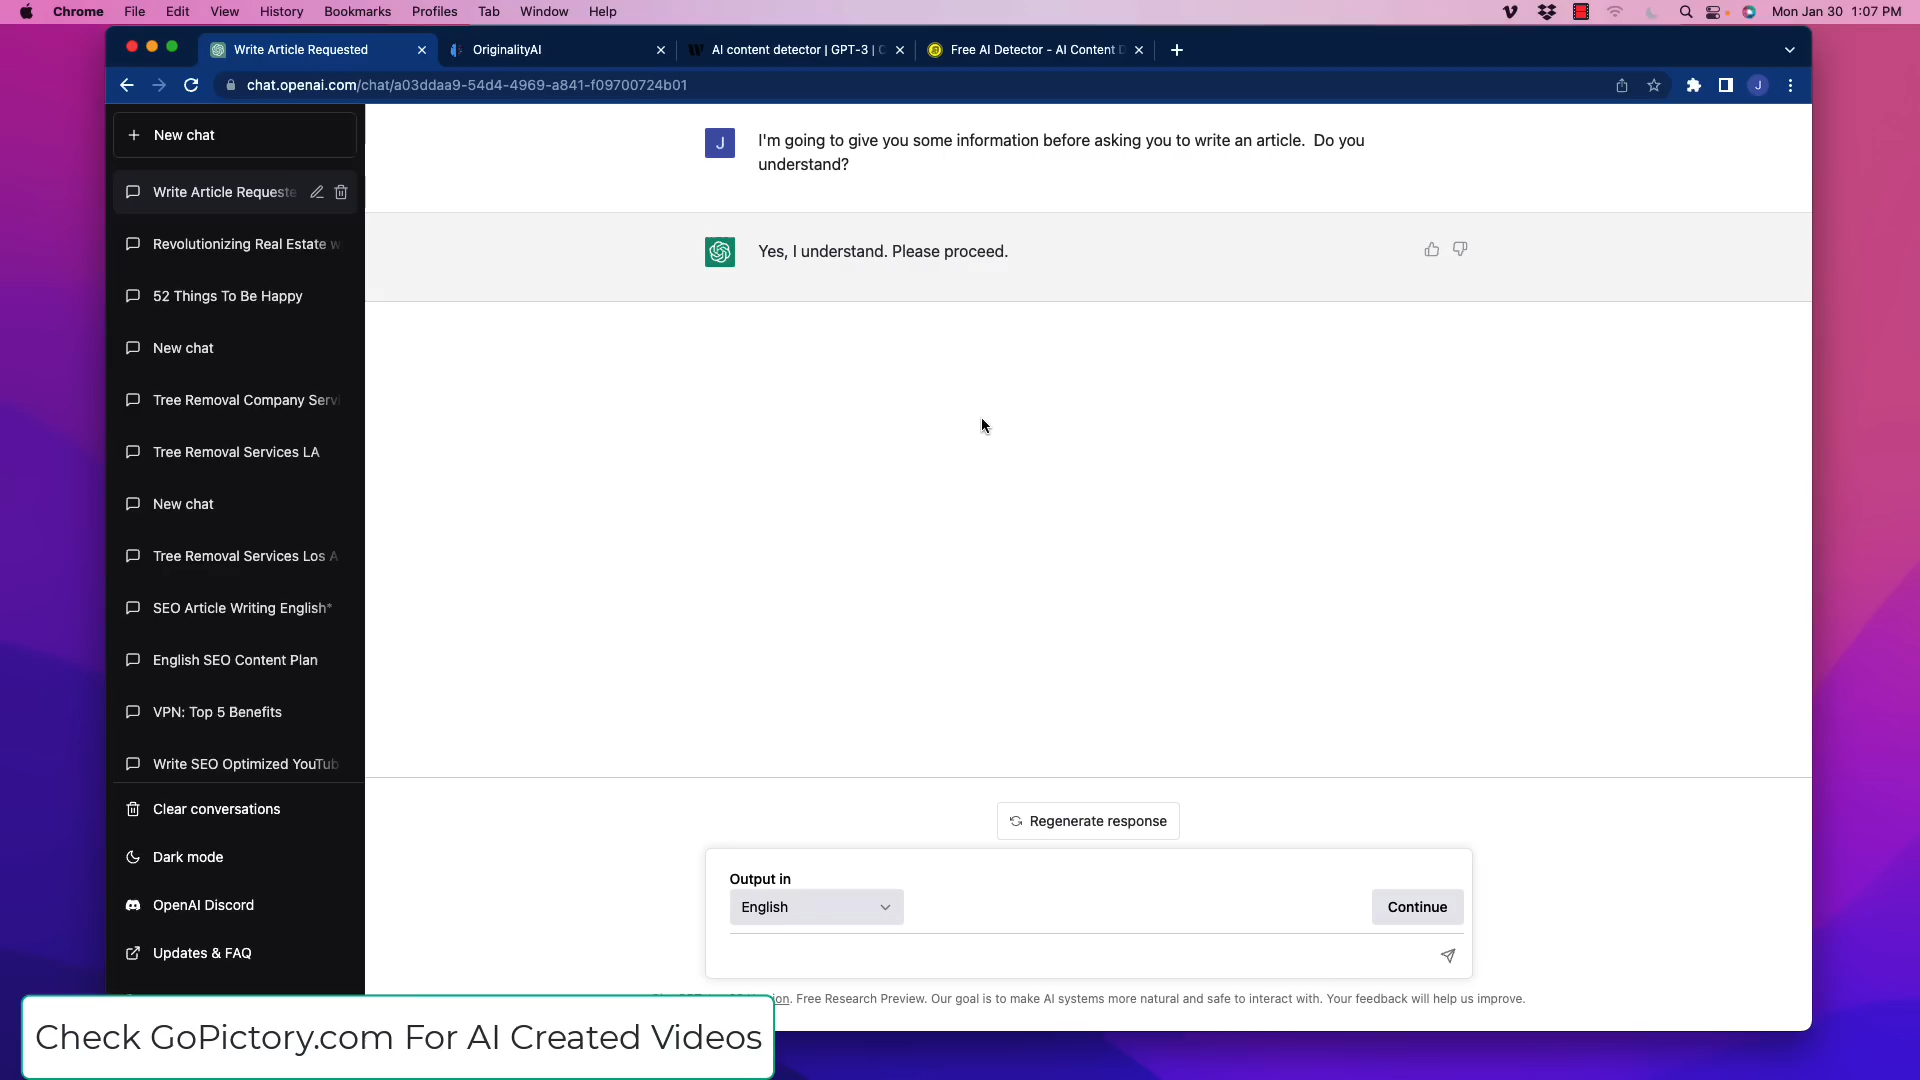 Chrome File Edit View History Bookmarks Profiles Tab Window Help Mon Jan 30 1:07 PM
Write Article Requested OriginalityAI AI content detector | GPT-3 | Free AI Detector - AI Content
chat.openai.com/chat/a03ddaa9-54d4-4969-a841-f09700724b01 J
New chat
Write Article Requeste
Revolutionizing Real Estate w
52 Things To Be Happy
New chat
Tree Removal Company Servi
Tree Removal Services LA
New chat
Tree Removal Services Los A
SEO Article Writing English*
English SEO Content Plan
VPN: Top 5 Benefits
Write SEO Optimized YouTub
Clear conversations
Dark mode
OpenAI Discord
Updates & FAQ
J
I'm going to give you some information before asking you to write an article. Do you
understand?
Yes, I understand. Please proceed.
Regenerate response
Output in
English
Continue
Free Research Preview. Our goal is to make AI systems more natural and safe to interact with. Your feedback will help us improve.
Check GoPictory.com For AI Created Videos